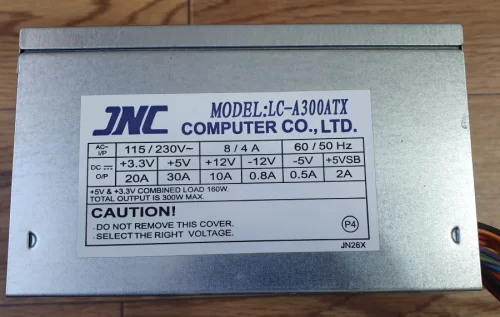 JNC MODEL:LC-A300ATX
COMPUTER CO., LTD.
AC~ I/P 115 / 230V~ 8 / 4 A 60 / 50 Hz
DC +3.3V +5V +12V -12V -5V +5VSB
O/P 20A 30A 10A 0.8A 0.5A 2A
+5V & +3.3V COMBINED LOAD 160W.
TOTAL OUTPUT IS 300W MAX.
CAUTION!
. DO NOT REMOVE THIS COVER.
. SELECT THE RIGHT VOLTAGE.
P4
JN26X